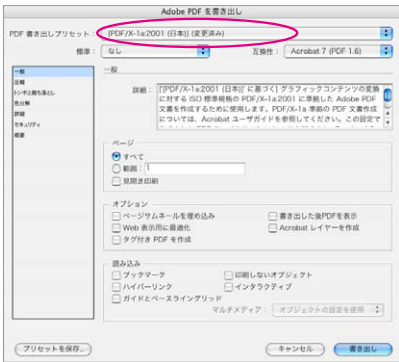 Adobe PDF を書き出し
PDF 書き出しプリセット： [PDF/X-1a:2001 (日本)] (変更済み)
標準： なし 互換性： Acrobat 7 (PDF 1.6)
一般
圧縮
トンボと裁ち落とし
色分解
詳細
セキュリティ
概要
一般
詳細： [[PDF/X-1a:2001 (日本)]' に基づく] グラフィックコンテンツの変換
に対する ISO 標準規格の PDF/X-1a:2001 に準拠した Adobe PDF
文書を作成するために使用します。PDF/X-1a 準拠の PDF 文書作成
については、Acrobat ユーザガイドを参照してください。この設定で
ページ
すべて
範囲： 1
見開き印刷
オプション
ページサムネールを埋め込み 書き出した後PDFを表示
Web 表示用に最適化 Acrobat レイヤーを作成
タグ付き PDF を作成
読み込み
ブックマーク 印刷しないオブジェクト
ハイパーリンク インタラクティブ
ガイドとベースライングリッド
マルチメディア： オブジェクトの設定を使用
プリセットを保存... キャンセル 書き出し